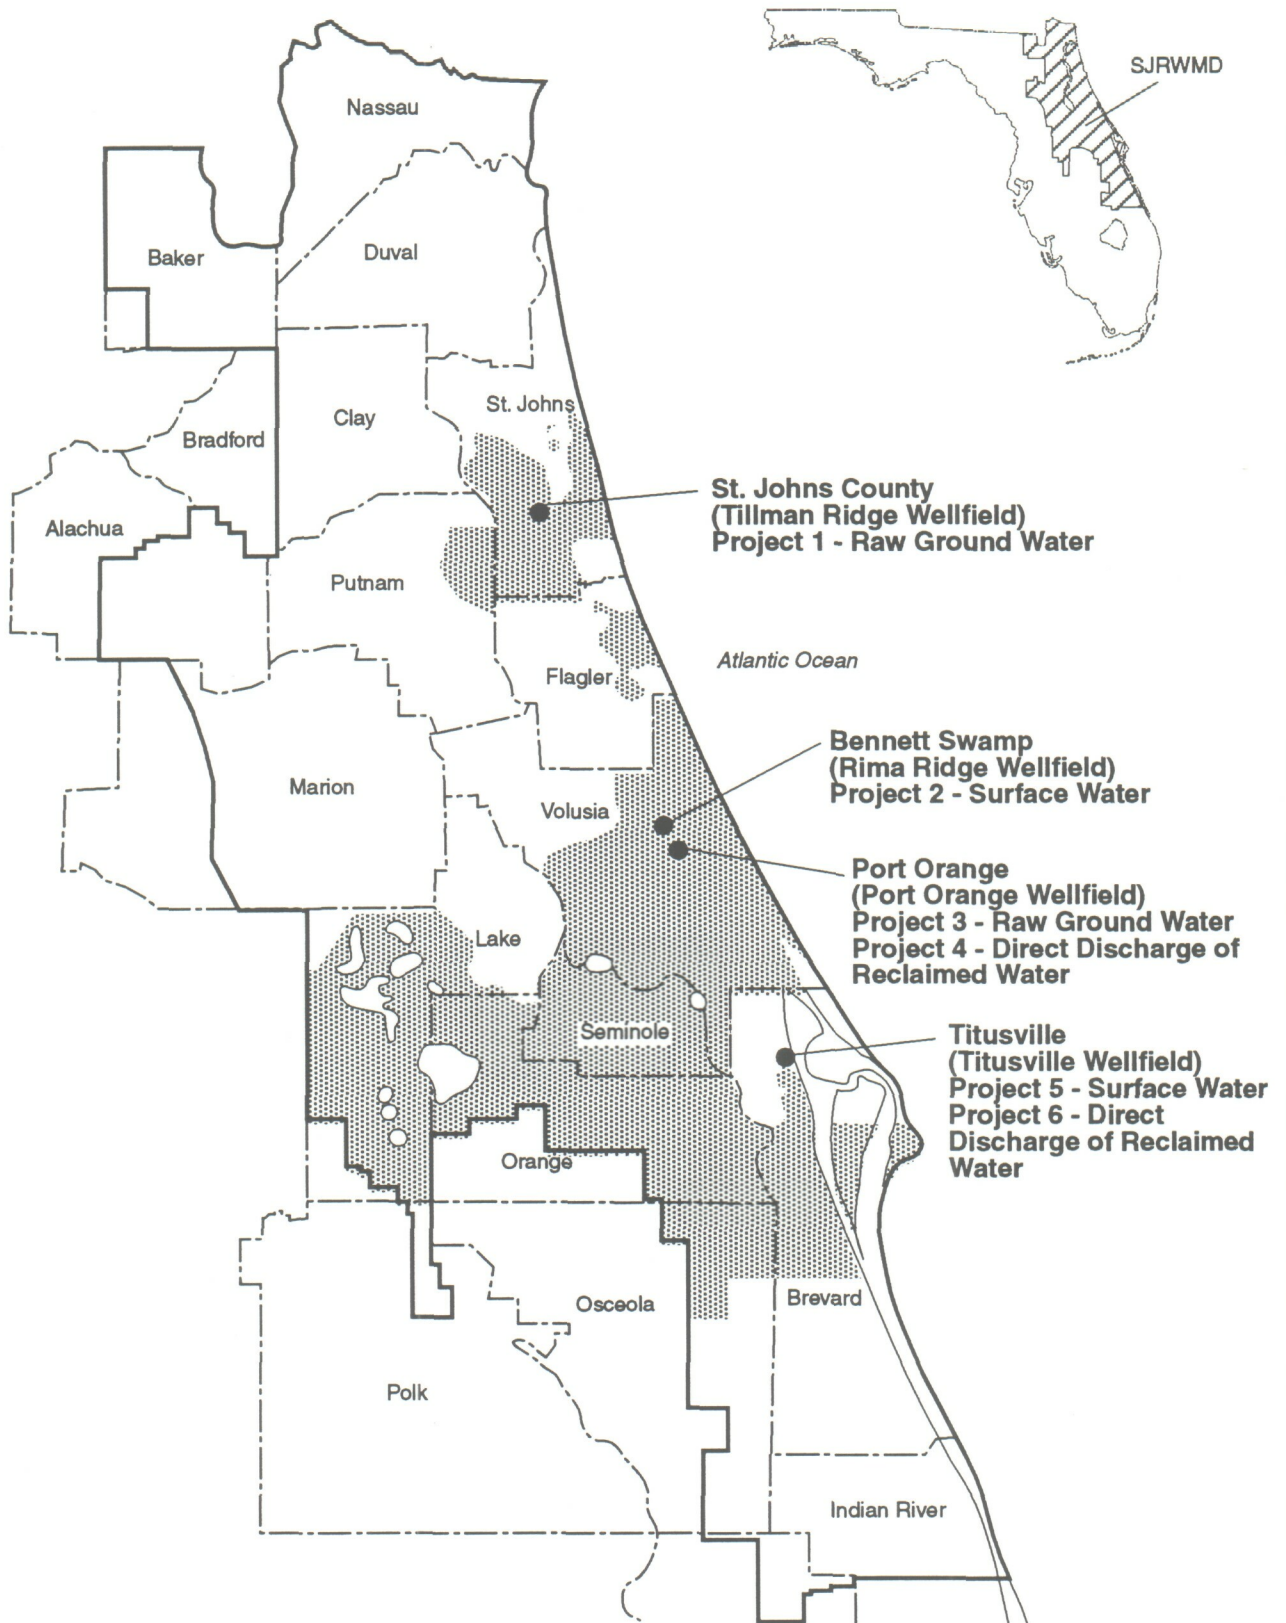 SJRWMD
Nassau
Baker
Duval
St. Johns
Clay
Bradford
Alachua
St. Johns County
(Tillman Ridge Wellfield)
Project 1 - Raw Ground Water
Putnam
Flagler
Atlantic Ocean
Bennett Swamp
(Rima Ridge Wellfield)
Project 2 - Surface Water
Marion
Volusia
Port Orange
(Port Orange Wellfield)
Project 3 - Raw Ground Water
Project 4 - Direct Discharge of
Reclaimed Water
Lake
Seminole
Titusville
(Titusville Wellfield)
Project 5 - Surface Water
Project 6 - Direct
Discharge of Reclaimed
Water
Orange
Osceola
Brevard
Polk
Indian River